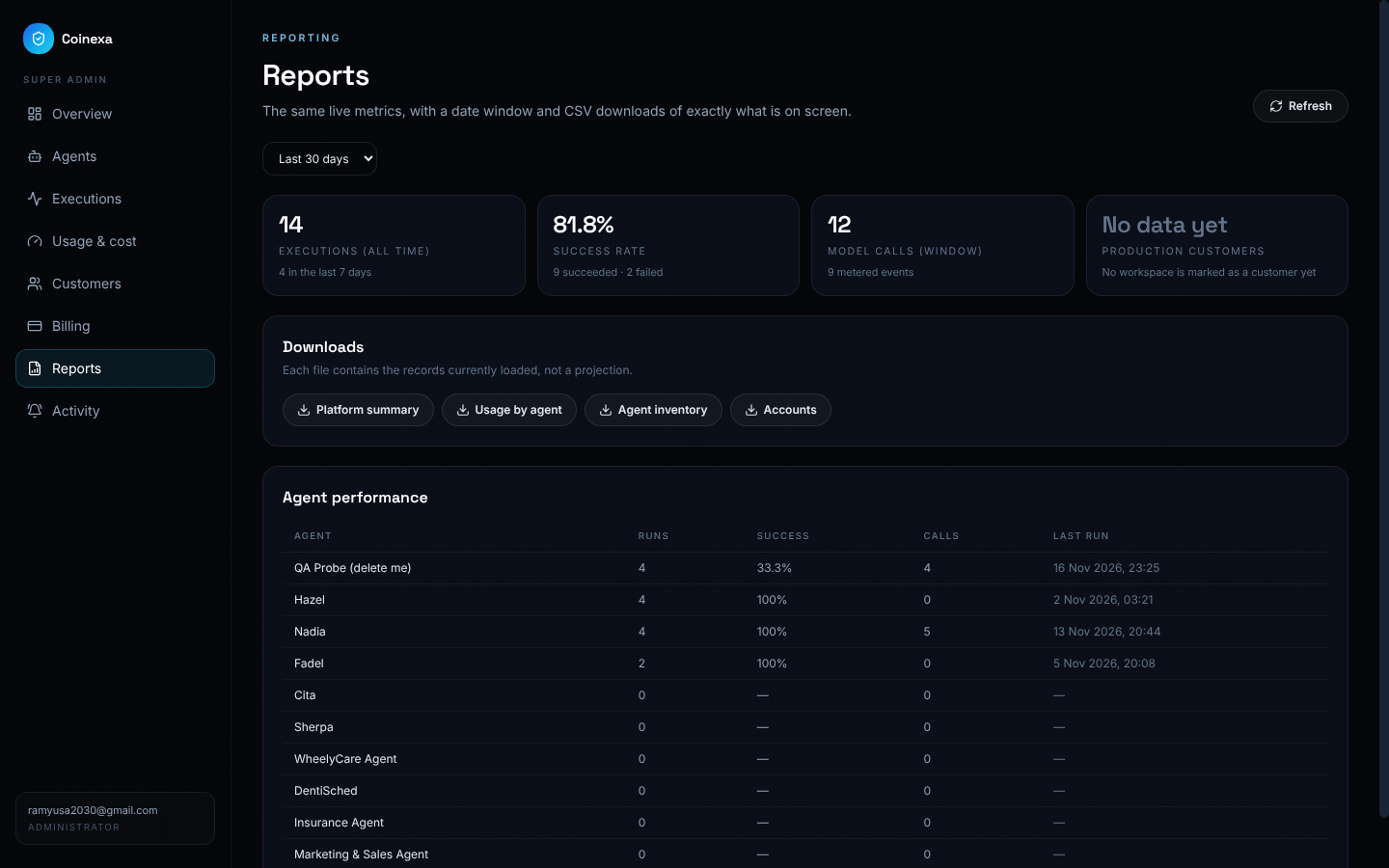 Coinexa
SUPER ADMIN
Overview
Agents
Executions
Usage & cost
Customers
Billing
Reports
Activity
ramyusa2030@gmail.com
ADMINISTRATOR
REPORTING
Reports
The same live metrics, with a date window and CSV downloads of exactly what is on screen.
Refresh
Last 30 days
14
EXECUTIONS (ALL TIME)
4 in the last 7 days
81.8%
SUCCESS RATE
9 succeeded · 2 failed
12
MODEL CALLS (WINDOW)
9 metered events
No data yet
PRODUCTION CUSTOMERS
No workspace is marked as a customer yet
Downloads
Each file contains the records currently loaded, not a projection.
Platform summary Usage by agent Agent inventory Accounts
Agent performance
AGENT RUNS SUCCESS CALLS LAST RUN
QA Probe (delete me) 4 33.3% 4 16 Nov 2026, 23:25
Hazel 4 100% 0 2 Nov 2026, 03:21
Nadia 4 100% 5 13 Nov 2026, 20:44
Fadel 2 100% 0 5 Nov 2026, 20:08
Cita 0 — 0 —
Sherpa 0 — 0 —
WheelyCare Agent 0 — 0 —
DentiSched 0 — 0 —
Insurance Agent 0 — 0 —
Marketing & Sales Agent 0 — 0 —